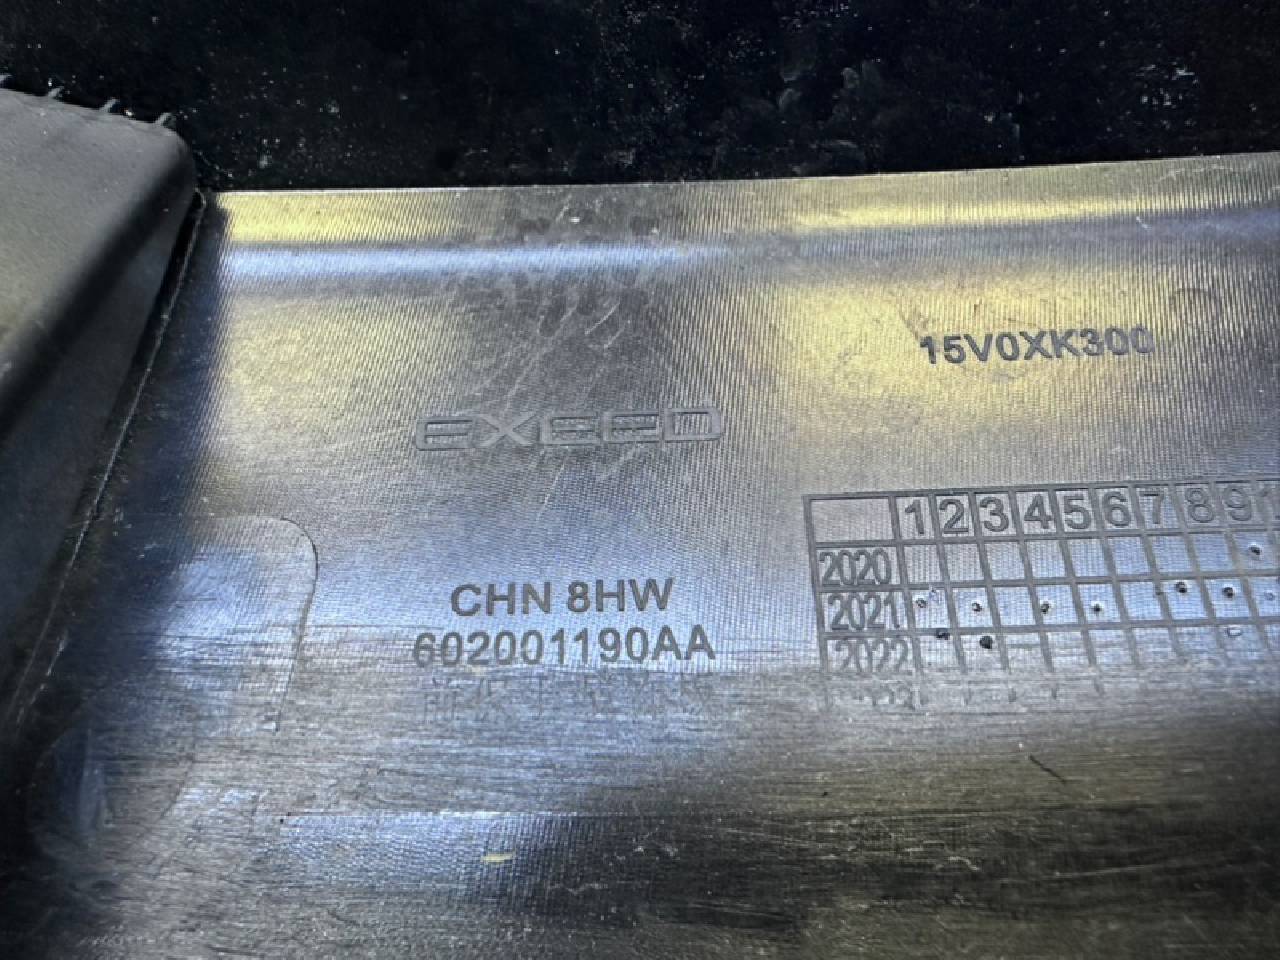 15V0XK300
EXEED
1 2 3 4 5 6 7 8 9
2020
2021
2022
CHN 8HW
602001190AA